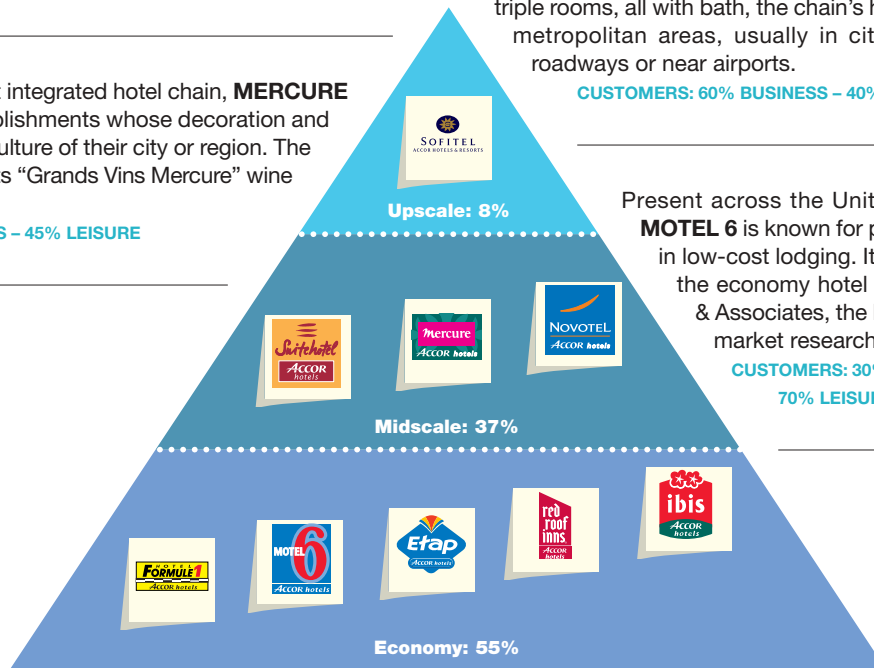 triple rooms, all with bath, the chain's h
metropolitan areas, usually in cit
roadways or near airports.
CUSTOMERS: 60% BUSINESS – 40%
t integrated hotel chain, MERCURE
blishments whose decoration and
ulture of their city or region. The
ts “Grands Vins Mercure” wine
S – 45% LEISURE
Present across the Unit
MOTEL 6 is known for p
in low-cost lodging. It
the economy hotel
& Associates, the
market research
CUSTOMERS: 30%
70% LEISU
SOFITEL
ACCOR HOTELS & RESORTS
Upscale: 8%
Suitehotel
ACCOR
hotels
Mercure
ACCOR hotels
NOVOTEL
ACCOR hotels
Midscale: 37%
HOTEL
FORMULE 1
ACCOR hotels
MOTEL 6
ACCOR hotels
Etap
HOTEL
ACCOR hotels
red
roof
inns
ACCOR
hotels
ibis
ACCOR
hotels
Economy: 55%